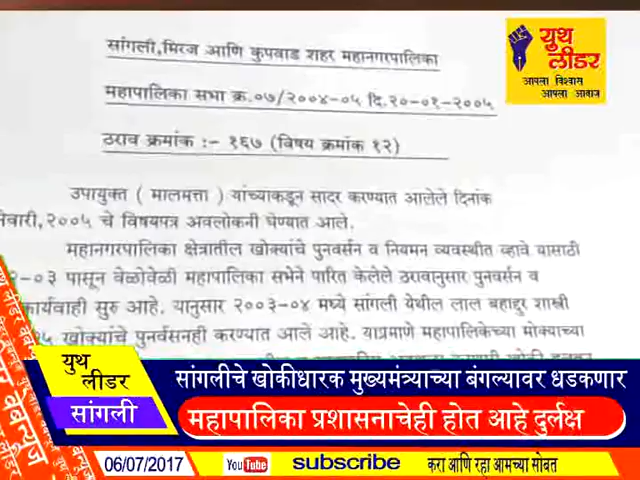 सांगली,मिरज आणि कुपवाड शहर महानगरपालिका
महापालिका सभा क्र.०७/२००४-०५ दि.२०-०१-२००५
ठराव क्रमांक :- १६७ (विषय क्रमांक १२)
उपायुक्त ( मालमत्ता ) यांच्याकडून सादर करण्यात आलेले दिनांक
नेवारी,२००५ चे विषयपत्र अवलोकनी घेण्यात आले.
महानगरपालिका क्षेत्रातील खोक्यांचे पुनवर्सन व नियमन व्यवस्थीत व्हावे यासाठी
२-०३ पासून वेळोवेळी महापालिका सभेने पारित केलेले ठरावानुसार पुनर्वसन व
कार्यवाही सुरु आहे. यानुसार २००३-०४ मध्ये सांगली येथील लाल बहाद्दुर शास्त्री
खोक्यांचे पुनर्वसनही करण्यात आले आहे. याप्रमाणे महापालिकेच्या मोक्याच्या
युथ
लीडर
आपला विश्वास
आपला आवाज
युथ
लीडर
सांगली
सांगलीचे खोकीधारक मुख्यमंत्र्याच्या बंगल्यावर धडकणार
महापालिका प्रशासनाचेही होत आहे दुर्लक्ष
06/07/2017
YouTube
subscribe
करा आणि रहा आमच्या सोबत